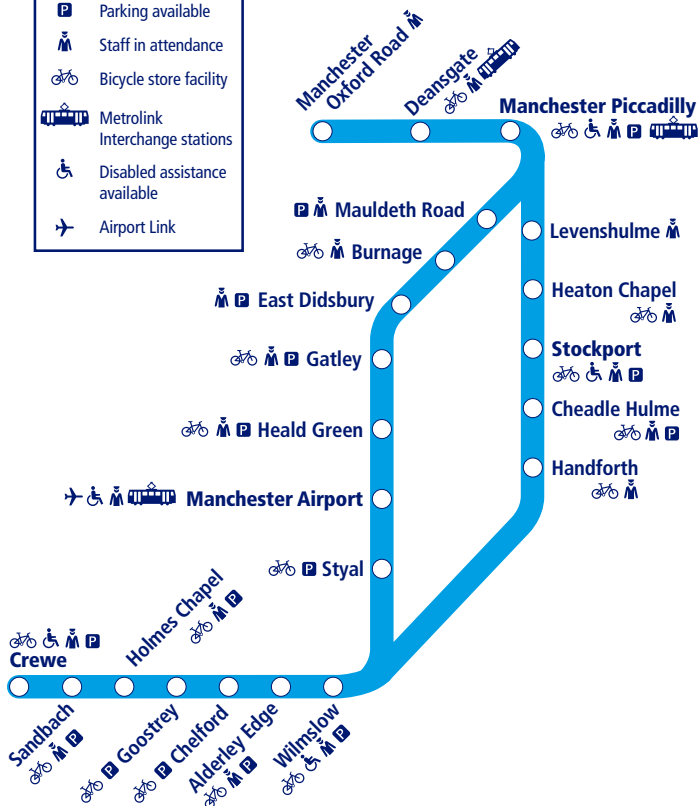 P Parking available
Staff in attendance
Bicycle store facility
Metrolink
Interchange stations
Disabled assistance
available
Airport Link
Manchester
Oxford Road
Deansgate
Manchester Piccadilly
P
P Mauldeth Road
Levenshulme
Burnage
Heaton Chapel
P East Didsbury
Stockport
P
P Gatley
Cheadle Hulme
P
P Heald Green
Handforth
Manchester Airport
P Styal
Holmes Chapel
P
P
Crewe
Sandbach
P
P Goostrey
P Chelford
Alderley Edge
P
Wilmslow
P